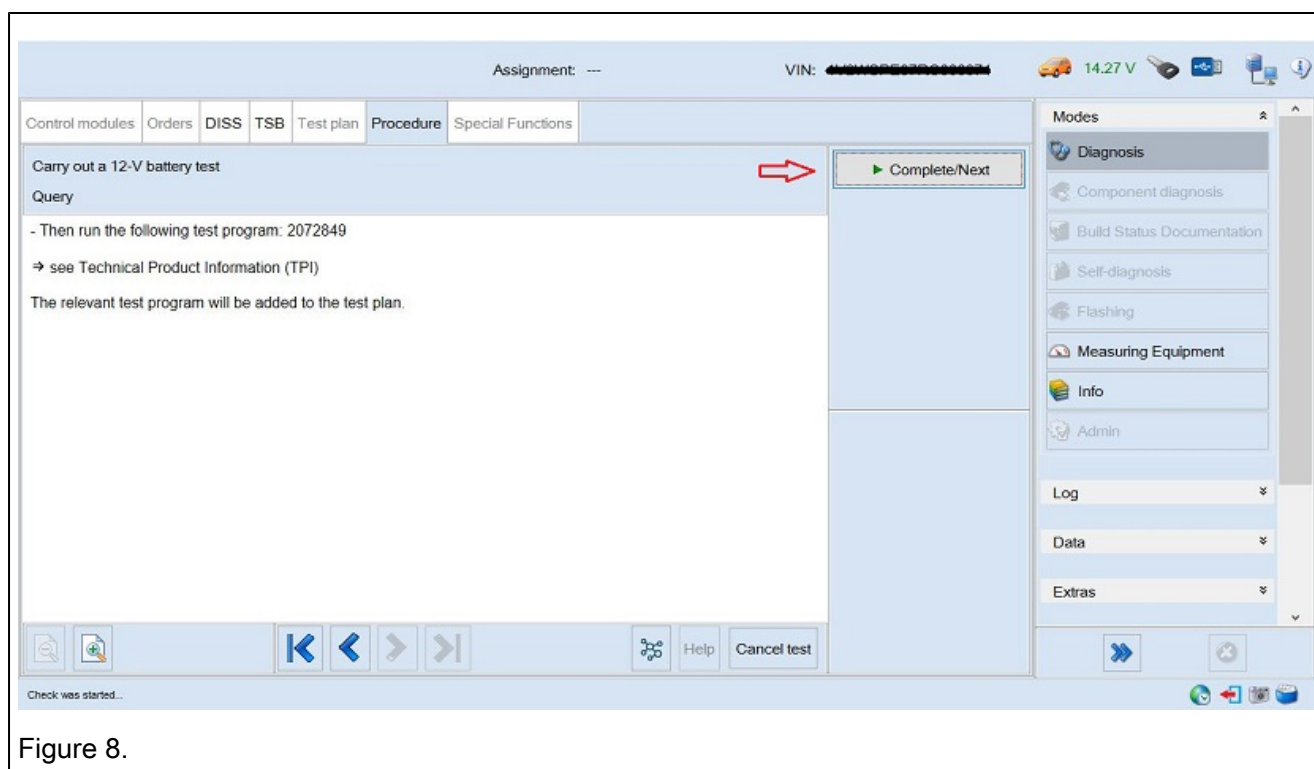 Assignment: ---
VIN:
14.27 V
Control modules Orders DISS TSB Test plan Procedure Special Functions
Carry out a 12-V battery test
Query
Complete/Next
- Then run the following test program: 2072849
⇒ see Technical Product Information (TPI)
The relevant test program will be added to the test plan.
Modes
Diagnosis
Component diagnosis
Build Status Documentation
Self-diagnosis
Flashing
Measuring Equipment
Info
Admin
Log
Data
Extras
Help
Cancel test
Check was started...
Figure 8.